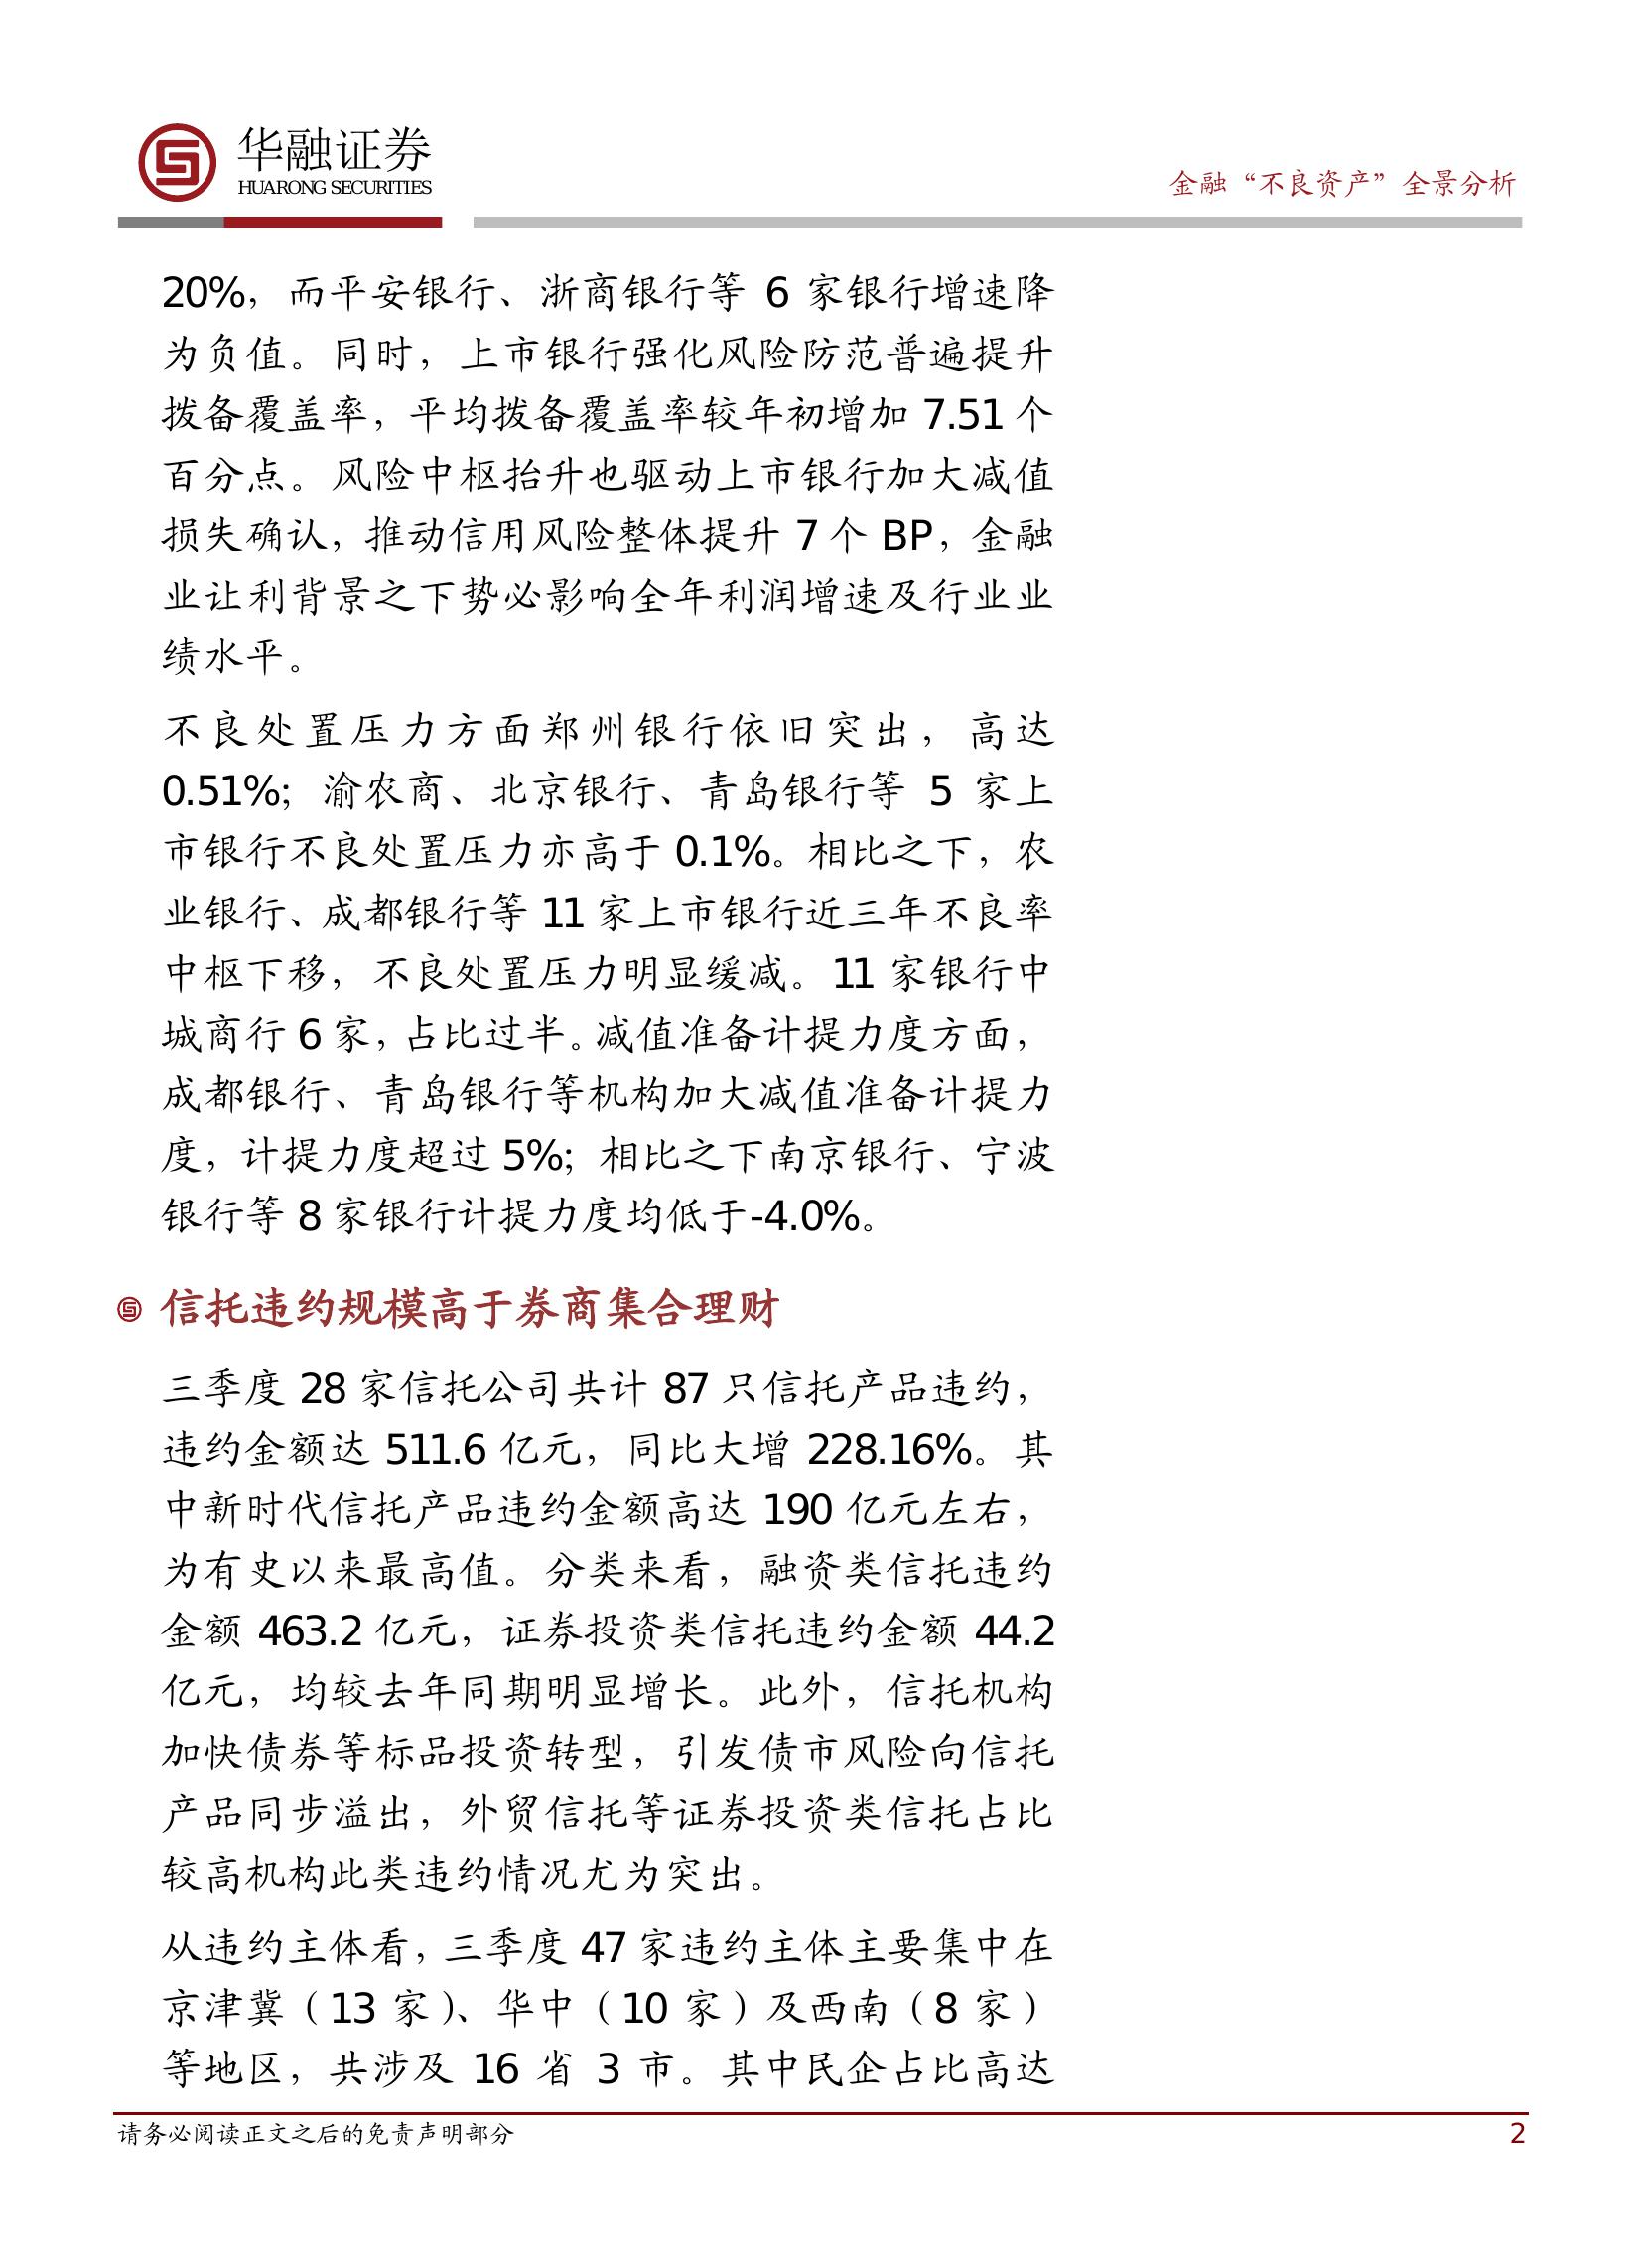 华融证券
HUARONG SECURITIES
金融“不良资产”全景分析
20%，而平安银行、浙商银行等 6 家银行增速降
为负值。同时，上市银行强化风险防范普遍提升
拨备覆盖率，平均拨备覆盖率较年初增加 7.51 个
百分点。风险中枢抬升也驱动上市银行加大减值
损失确认，推动信用风险整体提升 7 个 BP，金融
业让利背景之下势必影响全年利润增速及行业业
绩水平。
不良处置压力方面郑州银行依旧突出，高达
0.51%；渝农商、北京银行、青岛银行等 5 家上
市银行不良处置压力亦高于 0.1%。相比之下，农
业银行、成都银行等 11 家上市银行近三年不良率
中枢下移，不良处置压力明显缓减。11 家银行中
城商行 6 家，占比过半。减值准备计提力度方面，
成都银行、青岛银行等机构加大减值准备计提力
度，计提力度超过 5%；相比之下南京银行、宁波
银行等 8 家银行计提力度均低于-4.0%。
信托违约规模高于券商集合理财
三季度 28 家信托公司共计 87 只信托产品违约，
违约金额达 511.6 亿元，同比大增 228.16%。其
中新时代信托产品违约金额高达 190 亿元左右，
为有史以来最高值。分类来看，融资类信托违约
金额 463.2 亿元，证券投资类信托违约金额 44.2
亿元，均较去年同期明显增长。此外，信托机构
加快债券等标品投资转型，引发债市风险向信托
产品同步溢出，外贸信托等证券投资类信托占比
较高机构此类违约情况尤为突出。
从违约主体看，三季度 47 家违约主体主要集中在
京津冀（13 家）、华中（10 家）及西南（8 家）
等地区，共涉及 16 省 3 市。其中民企占比高达
请务必阅读正文之后的免责声明部分
2